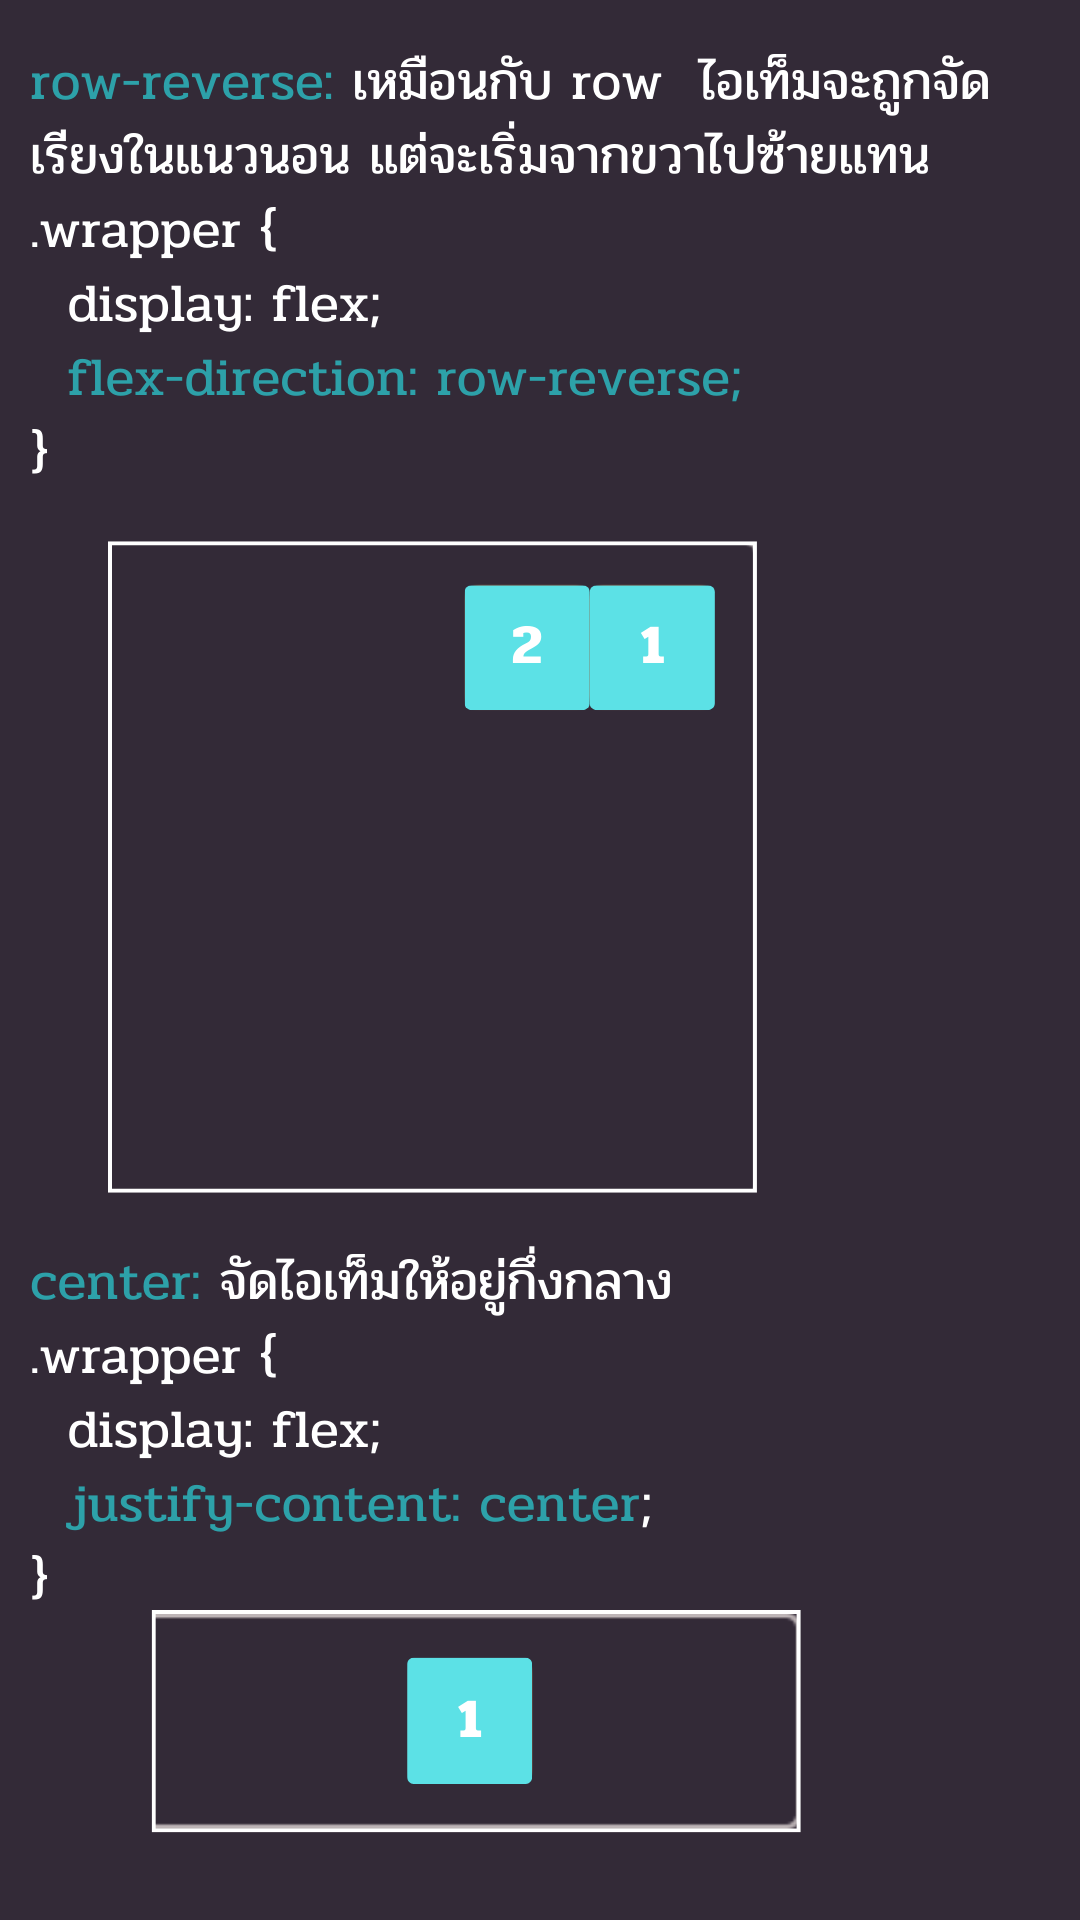 row-reverse: เหมือนกับ row  ไอเท็มจะถูกจัด
เรียงในแนวนอน แต่จะเริ่มจากขวาไปซ้ายแทน
.wrapper {
  display: flex;
  flex-direction: row-reverse;
}
2 1
center: จัดไอเท็มให้อยู่กึ่งกลาง
.wrapper {
  display: flex;
  justify-content: center;
}
1